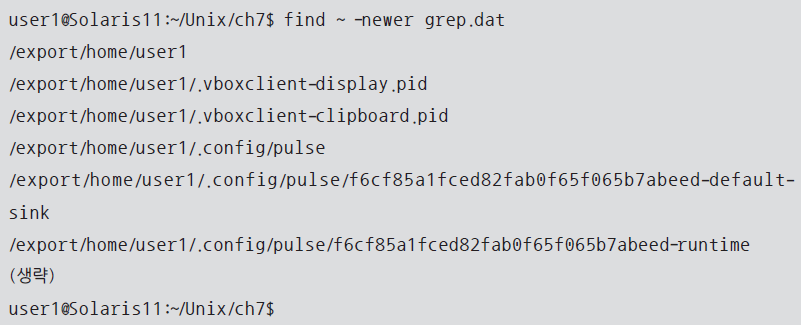 user1@Solaris11:~/Unix/ch7$ find ~ -newer grep.dat
/export/home/user1
/export/home/user1/.vboxclient-display.pid
/export/home/user1/.vboxclient-clipboard.pid
/export/home/user1/.config/pulse
/export/home/user1/.config/pulse/f6cf85a1fced82fab0f65f065b7abeed-default-
sink
/export/home/user1/.config/pulse/f6cf85a1fced82fab0f65f065b7abeed-runtime
(생략)
user1@Solaris11:~/Unix/ch7$